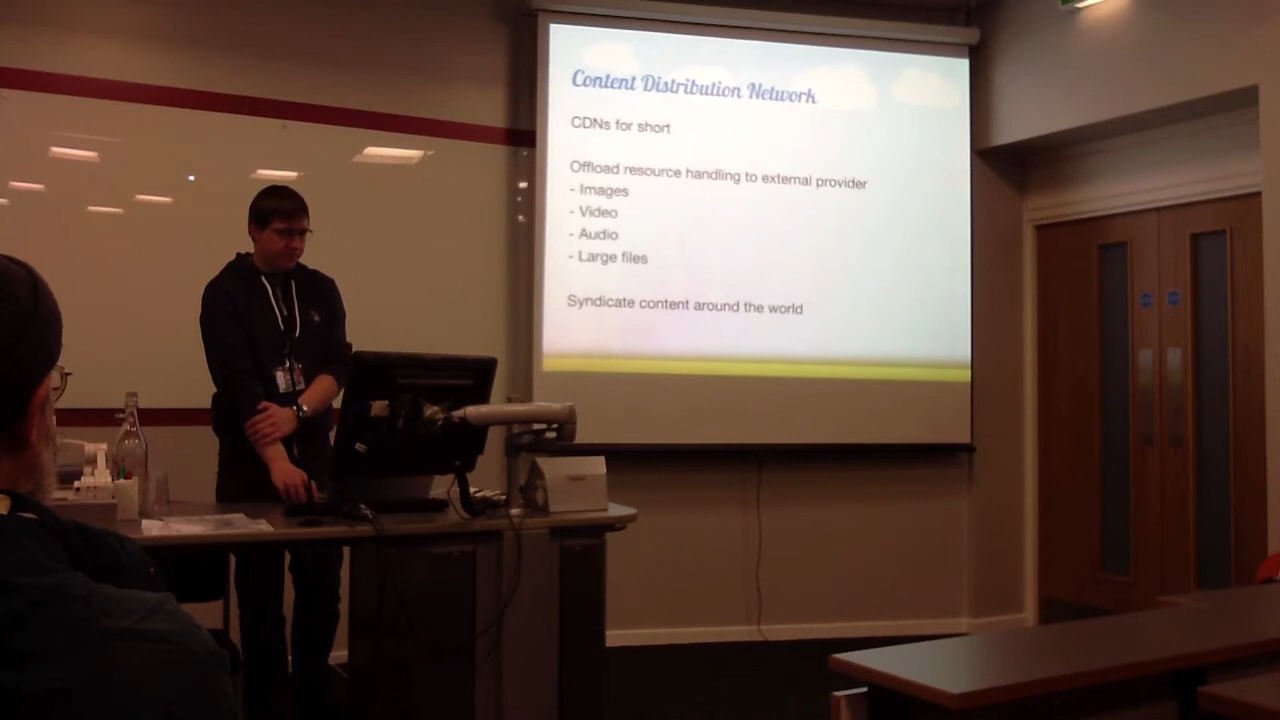 Content Distribution Network
CDNs for short
Offload resource handling to external provider
- Images
- Video
- Audio
- Large files
Syndicate content around the world